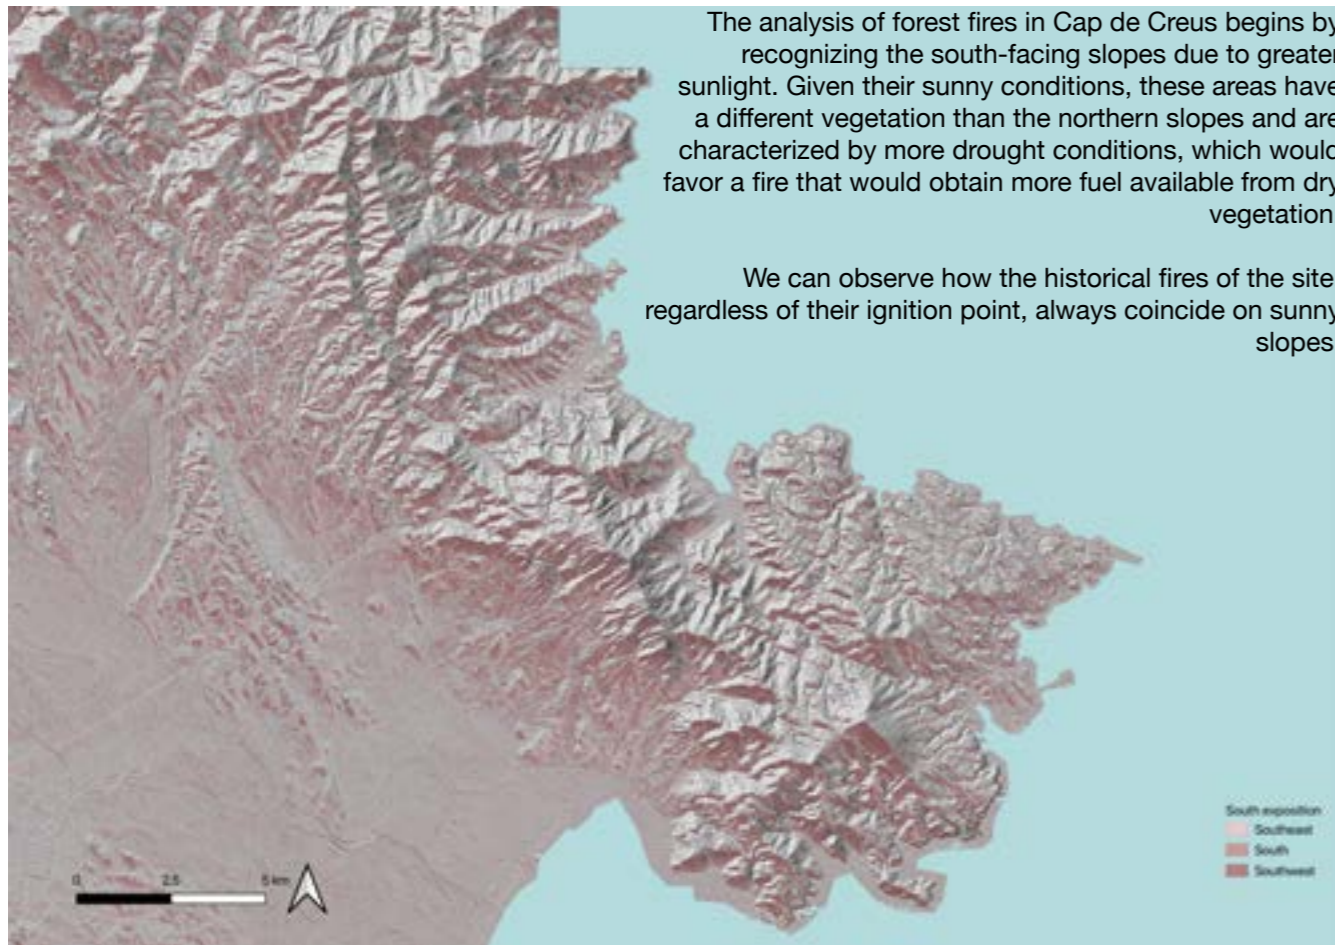 The analysis of forest fires in Cap de Creus begins by
recognizing the south-facing slopes due to greater
sunlight. Given their sunny conditions, these areas have
a different vegetation than the northern slopes and are
characterized by more drought conditions, which would
favor a fire that would obtain more fuel available from dry
vegetation
We can observe how the historical fires of the site
regardless of their ignition point, always coincide on sunny
slopes
South exposition
Southeast
South
Southwest
0 2.5 5 km